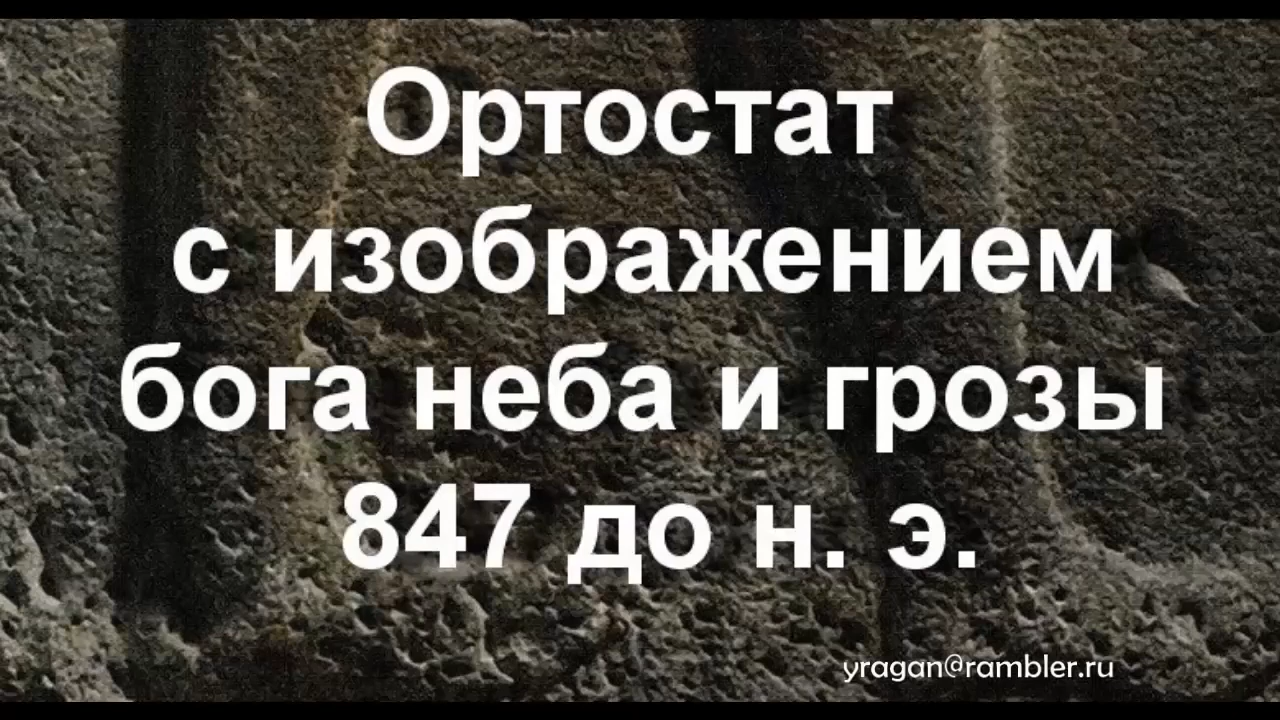 Ортостат
с изображением
бога неба и грозы
847 до н. э.
yragan@rambler.ru